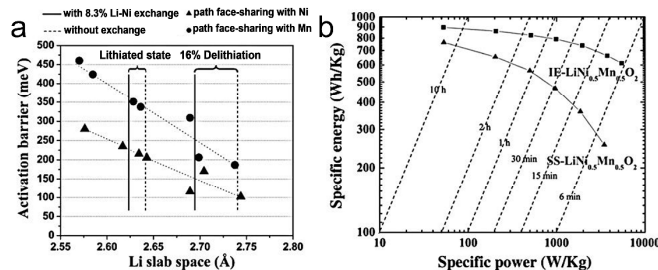 with 8.3% Li-Ni exchange
path face-sharing with Ni
without exchange
path face-sharing with Mn
a
Lithiated state
16% Delithiation
Activation barrier (meV)
450
400
350
300
250
200
150
100
50
0
2.55
2.60
2.65
2.70
2.75
2.80
Li slab space (Å)
b
Specific energy (Wh/Kg)
1000
900
800
700
600
500
400
300
200
100
10 h
2 h
1 h
30 min
15 min
6 min
IE-LiNi0.5Mn0.5O2
SS-LiNi0.5Mn0.5O2
10
100
1000
10000
Specific power (W/Kg)